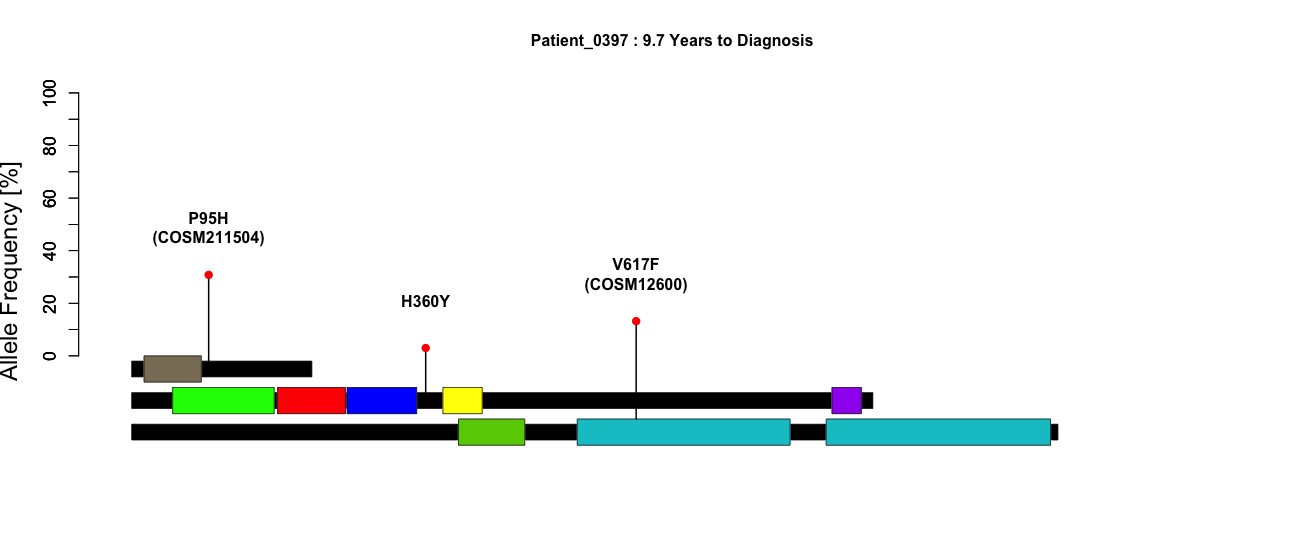 Patient_0397 : 9.7 Years to Diagnosis
Allele Frequency [%]
100
80
60
40
20
0
P95H
(COSM211504)
H360Y
V617F
(COSM12600)